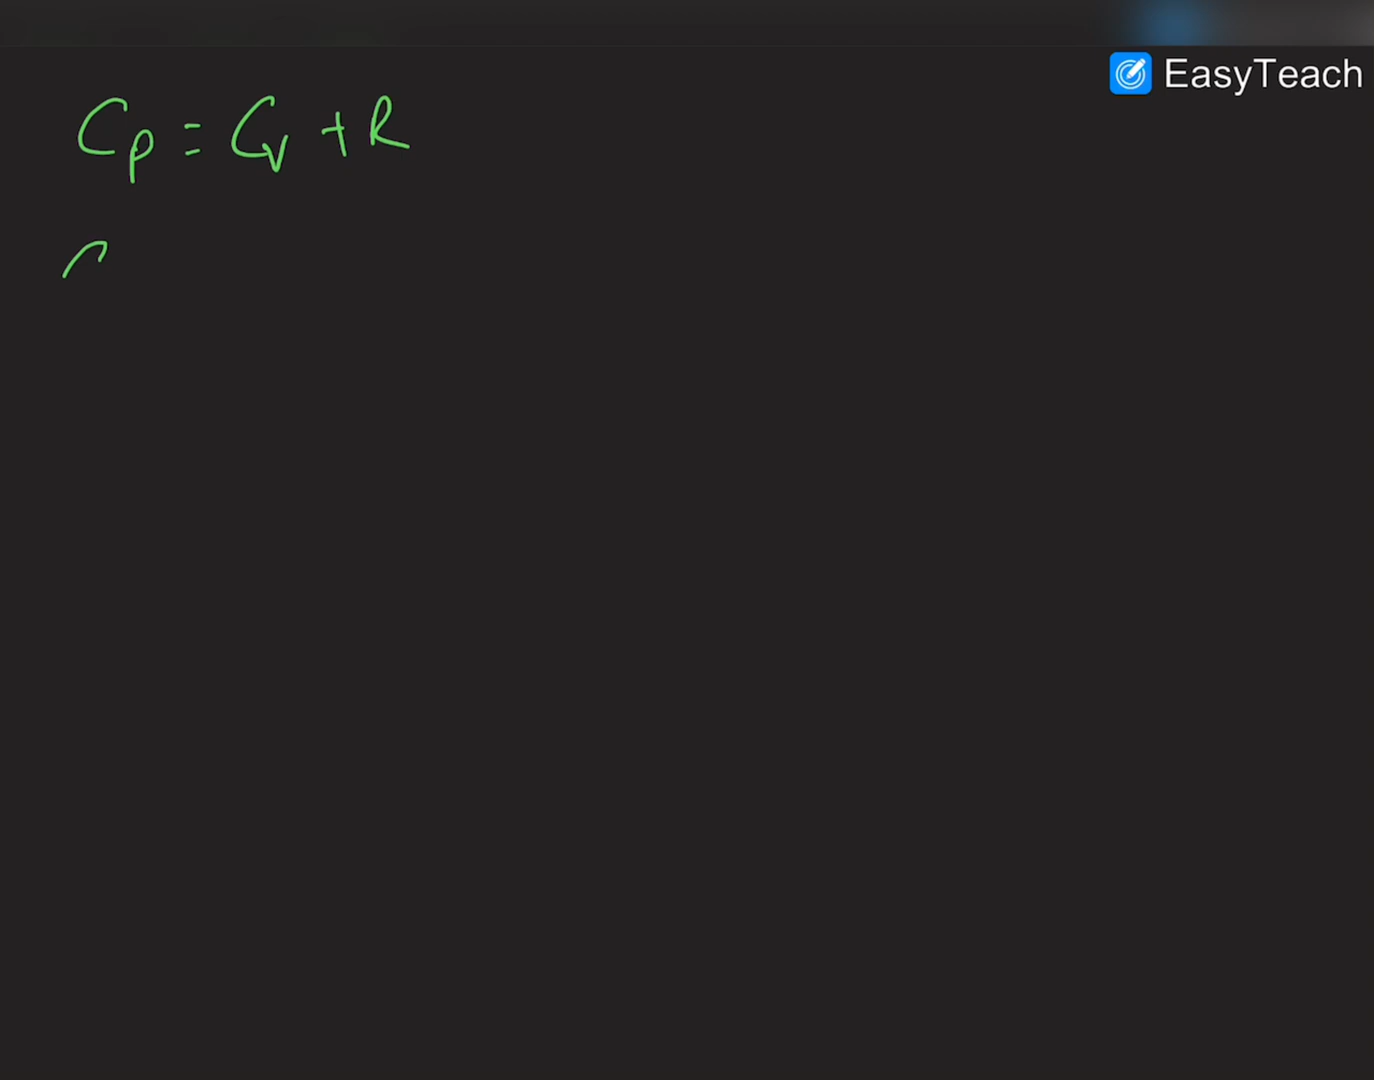 EasyTeach
Cp = Cv + R